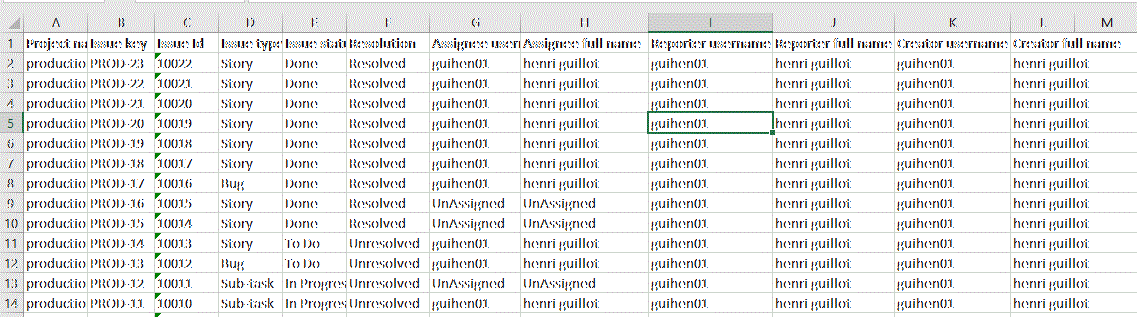 A B C D E F G H I J K L M
1 Project na Issue key Issue Id Issue type Issue statu Resolution Assignee usern Assignee full name Reporter username Reporter full name Creator username Creator full name
2 productio PROD-23 10022 Story Done Resolved guihen01 henri guillot guihen01 henri guillot guihen01 henri guillot
3 productio PROD-22 10021 Story Done Resolved guihen01 henri guillot guihen01 henri guillot guihen01 henri guillot
4 productio PROD-21 10020 Story Done Resolved guihen01 henri guillot guihen01 henri guillot guihen01 henri guillot
5 productio PROD-20 10019 Story Done Resolved guihen01 henri guillot guihen01 henri guillot guihen01 henri guillot
6 productio PROD-19 10018 Story Done Resolved guihen01 henri guillot guihen01 henri guillot guihen01 henri guillot
7 productio PROD-18 10017 Story Done Resolved guihen01 henri guillot guihen01 henri guillot guihen01 henri guillot
8 productio PROD-17 10016 Bug Done Resolved guihen01 henri guillot guihen01 henri guillot guihen01 henri guillot
9 productio PROD-16 10015 Story Done Resolved UnAssigned UnAssigned guihen01 henri guillot guihen01 henri guillot
10 productio PROD-15 10014 Story Done Resolved UnAssigned UnAssigned guihen01 henri guillot guihen01 henri guillot
11 productio PROD-14 10013 Story To Do Unresolved guihen01 henri guillot guihen01 henri guillot guihen01 henri guillot
12 productio PROD-13 10012 Bug To Do Unresolved guihen01 henri guillot guihen01 henri guillot guihen01 henri guillot
13 productio PROD-12 10011 Sub-task In Progres Unresolved UnAssigned UnAssigned guihen01 henri guillot guihen01 henri guillot
14 productio PROD-11 10010 Sub-task In Progres Unresolved guihen01 henri guillot guihen01 henri guillot guihen01 henri guillot